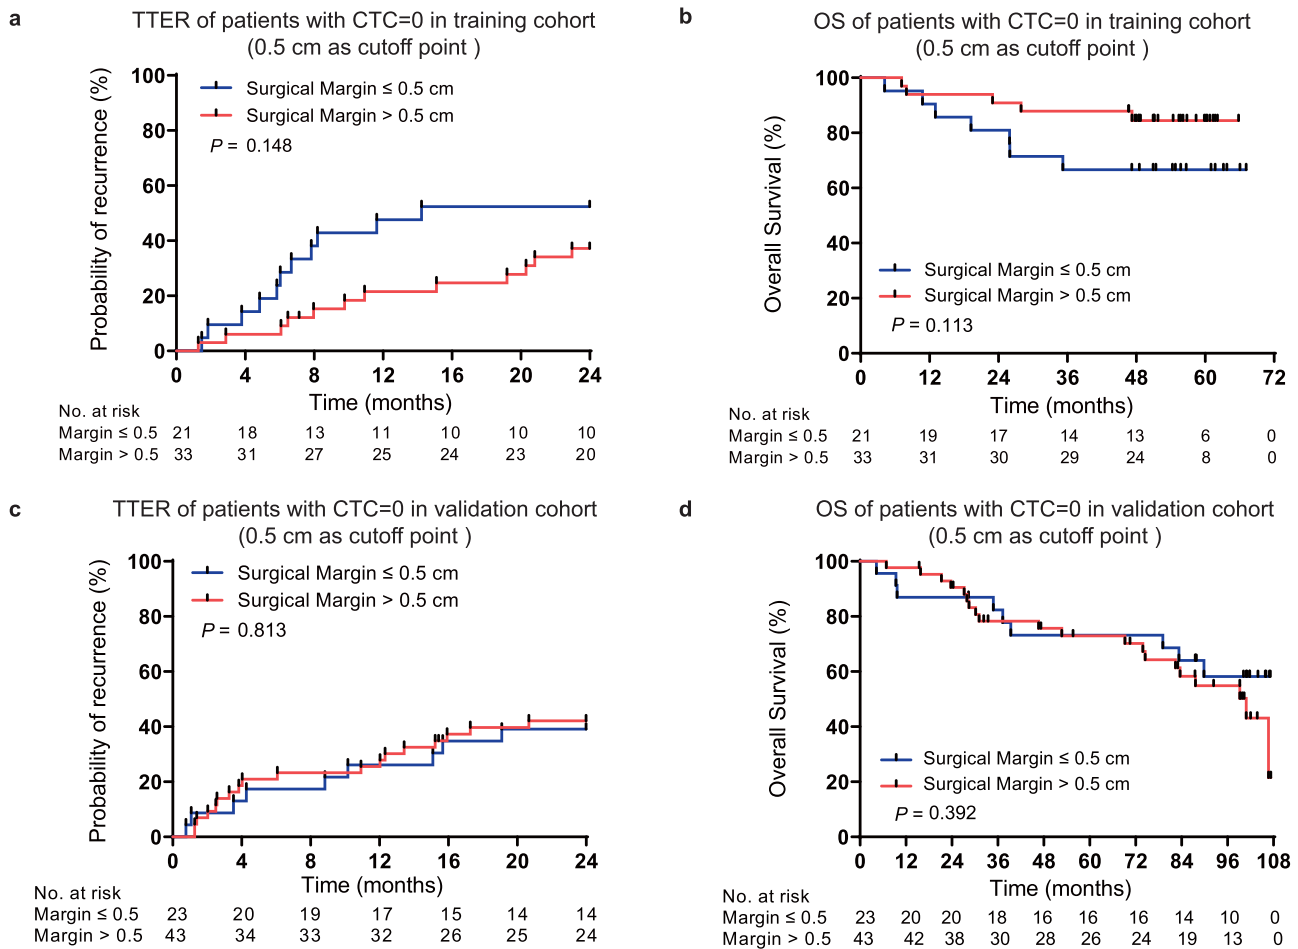 a
TTER of patients with CTC=0 in training cohort
(0.5 cm as cutoff point )
Probability of recurrence (%)
100
80
60
40
20
0
Surgical Margin ≤ 0.5 cm
Surgical Margin > 0.5 cm
P = 0.148
0 4 8 12 16 20 24
Time (months)
No. at risk
Margin ≤ 0.5 21 18 13 11 10 10 10
Margin > 0.5 33 31 27 25 24 23 20
b
OS of patients with CTC=0 in training cohort
(0.5 cm as cutoff point )
Overall Survival (%)
100
80
60
40
20
0
Surgical Margin ≤ 0.5 cm
Surgical Margin > 0.5 cm
P = 0.113
0 12 24 36 48 60 72
Time (months)
No. at risk
Margin ≤ 0.5 21 19 17 14 13 6 0
Margin > 0.5 33 31 30 29 24 8 0
c
TTER of patients with CTC=0 in validation cohort
(0.5 cm as cutoff point )
Probability of recurrence (%)
100
80
60
40
20
0
Surgical Margin ≤ 0.5 cm
Surgical Margin > 0.5 cm
P = 0.813
0 4 8 12 16 20 24
Time (months)
No. at risk
Margin ≤ 0.5 23 20 19 17 15 14 14
Margin > 0.5 43 34 33 32 26 25 24
d
OS of patients with CTC=0 in validation cohort
(0.5 cm as cutoff point )
Overall Survival (%)
100
80
60
40
20
0
Surgical Margin ≤ 0.5 cm
Surgical Margin > 0.5 cm
P = 0.392
0 12 24 36 48 60 72 84 96 108
Time (months)
No. at risk
Margin ≤ 0.5 23 20 20 18 16 16 16 14 10 0
Margin > 0.5 43 42 38 30 28 26 24 19 13 0